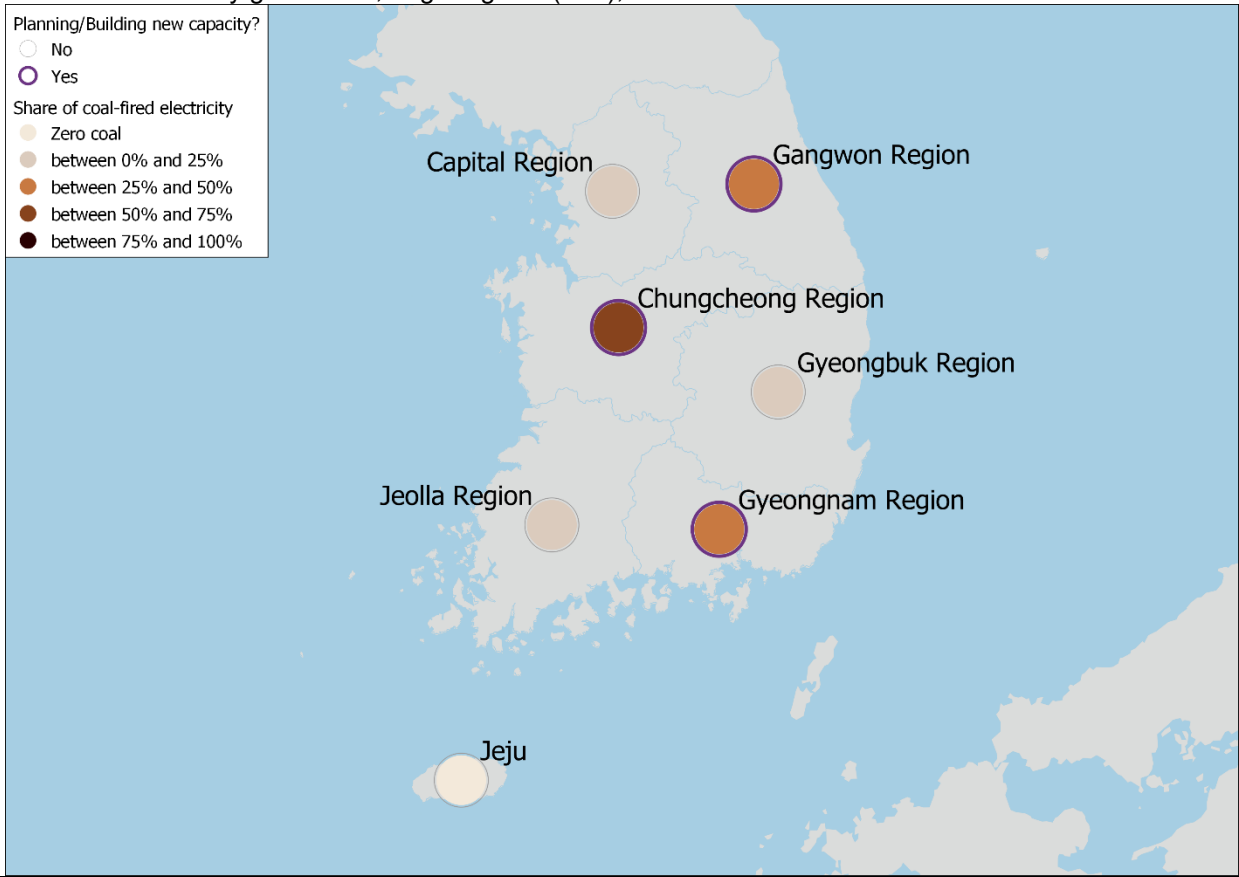 Planning/Building new capacity?
No
Yes
Share of coal-fired electricity
Zero coal
between 0% and 25%
between 25% and 50%
between 50% and 75%
between 75% and 100%
Capital Region
Gangwon Region
Chungcheong Region
Gyeongbuk Region
Jeolla Region
Gyeongnam Region
Jeju